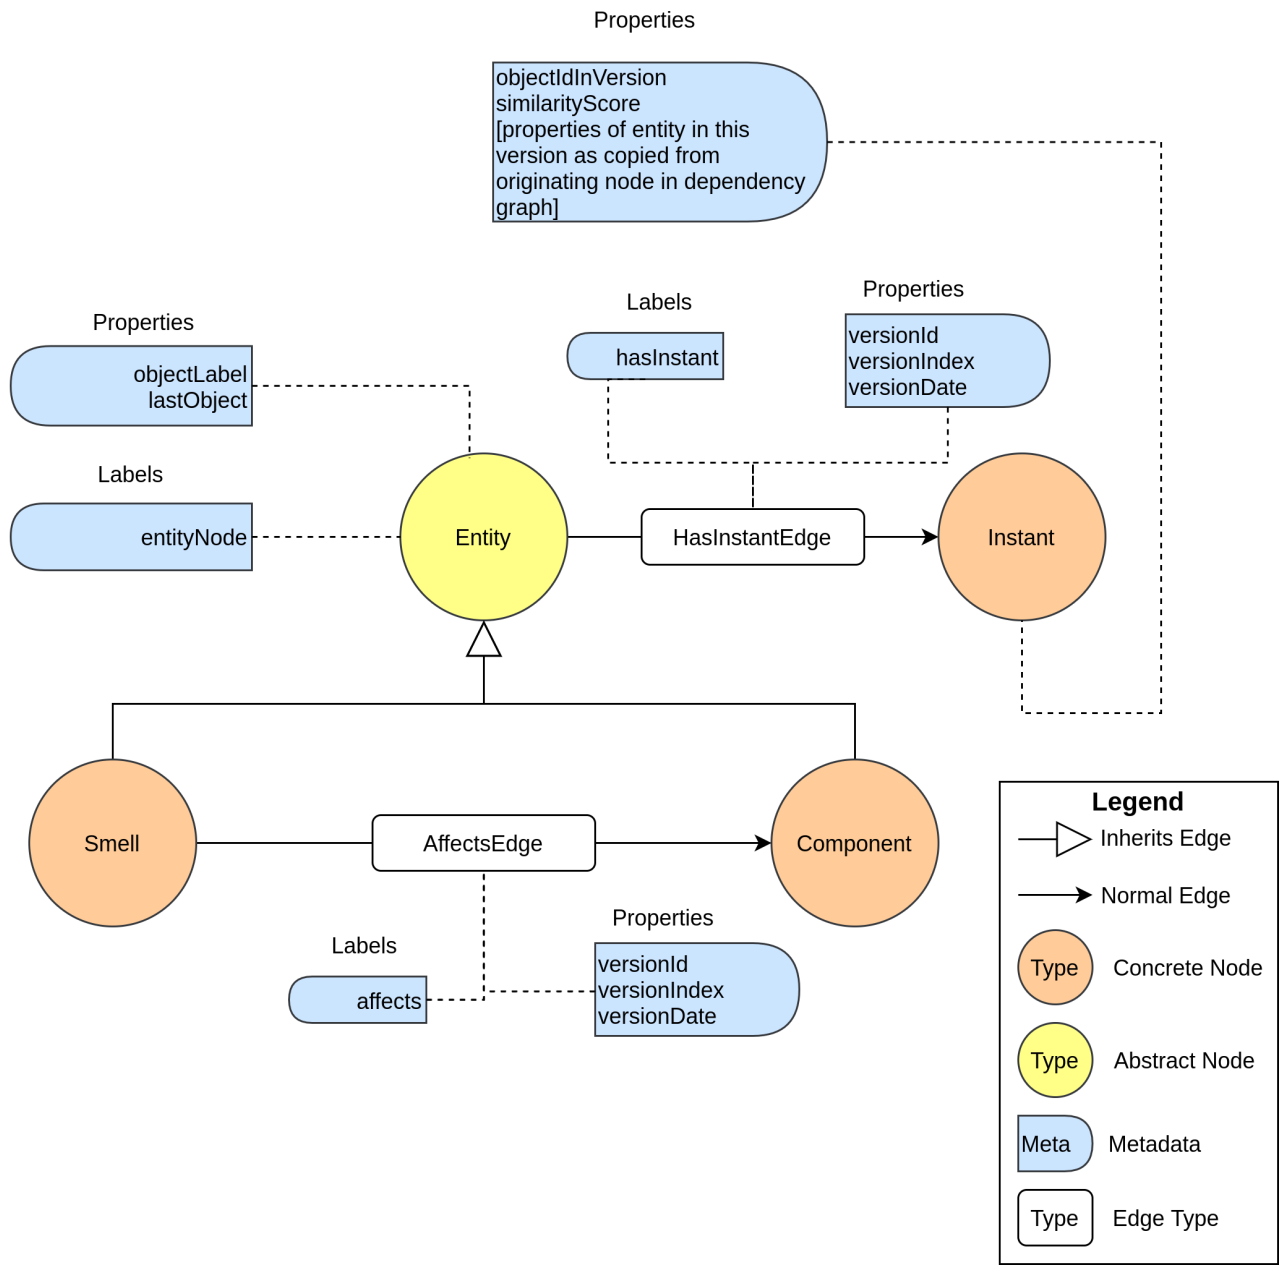 Properties
objectIdInVersion
similarityScore
[properties of entity in this
version as copied from
originating node in dependency
graph]
Properties
Labels
Properties
versionId
versionIndex
versionDate
hasInstant
objectLabel
lastObject
Labels
entityNode
Entity
HasInstantEdge
Instant
Smell
AffectsEdge
Component
Labels
affects
Properties
versionId
versionIndex
versionDate
Legend
Inherits Edge
Normal Edge
Type Concrete Node
Type Abstract Node
Meta Metadata
Type Edge Type